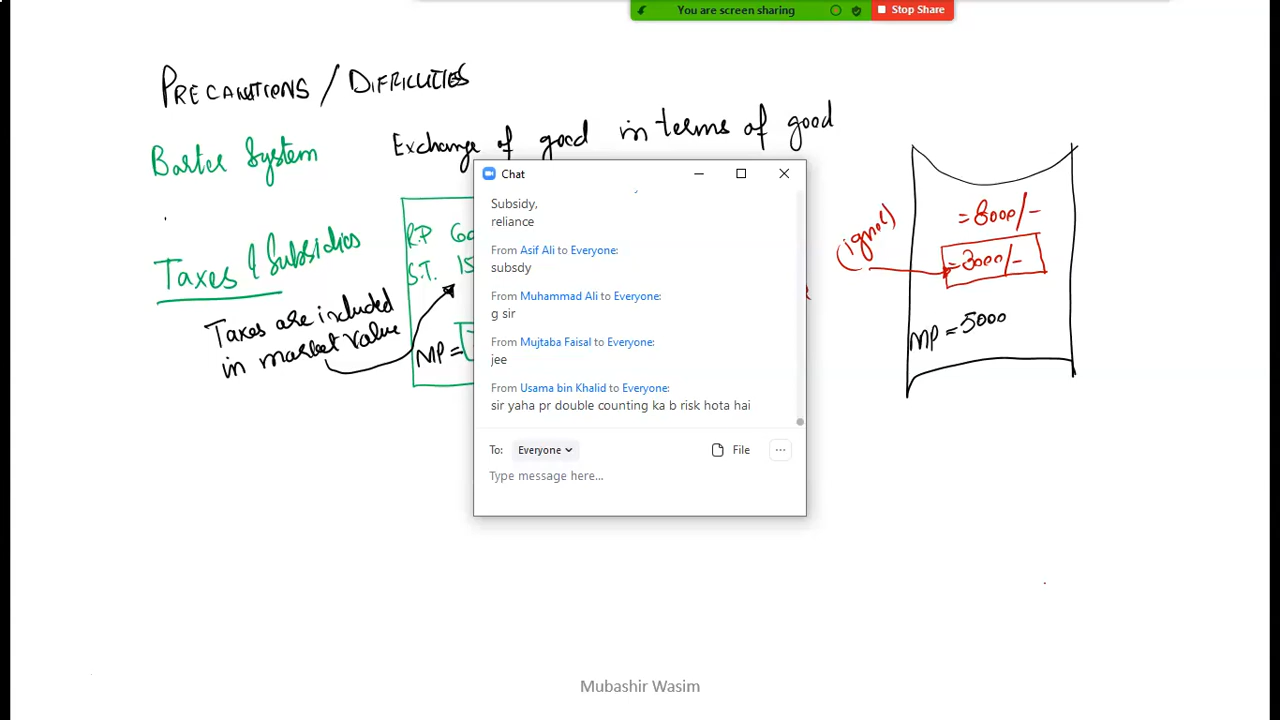 You are screen sharing
Stop Share
PRECAUTIONS / DIFFICULTIES
Barter System
Exchange of good in terms of good
Taxes & Subsidies
Taxes are included
in market value
R.P 60
S.T. 15
MP =
Chat
Subsidy,
reliance
From Asif Ali to Everyone:
subsdy
From Muhammad Ali to Everyone:
g sir
From Mujtaba Faisal to Everyone:
jee
From Usama bin Khalid to Everyone:
sir yaha pr double counting ka b risk hota hai
To: Everyone
File
Type message here...
= 8000/-
= 3000/-
MP = 5000
Mubashir Wasim